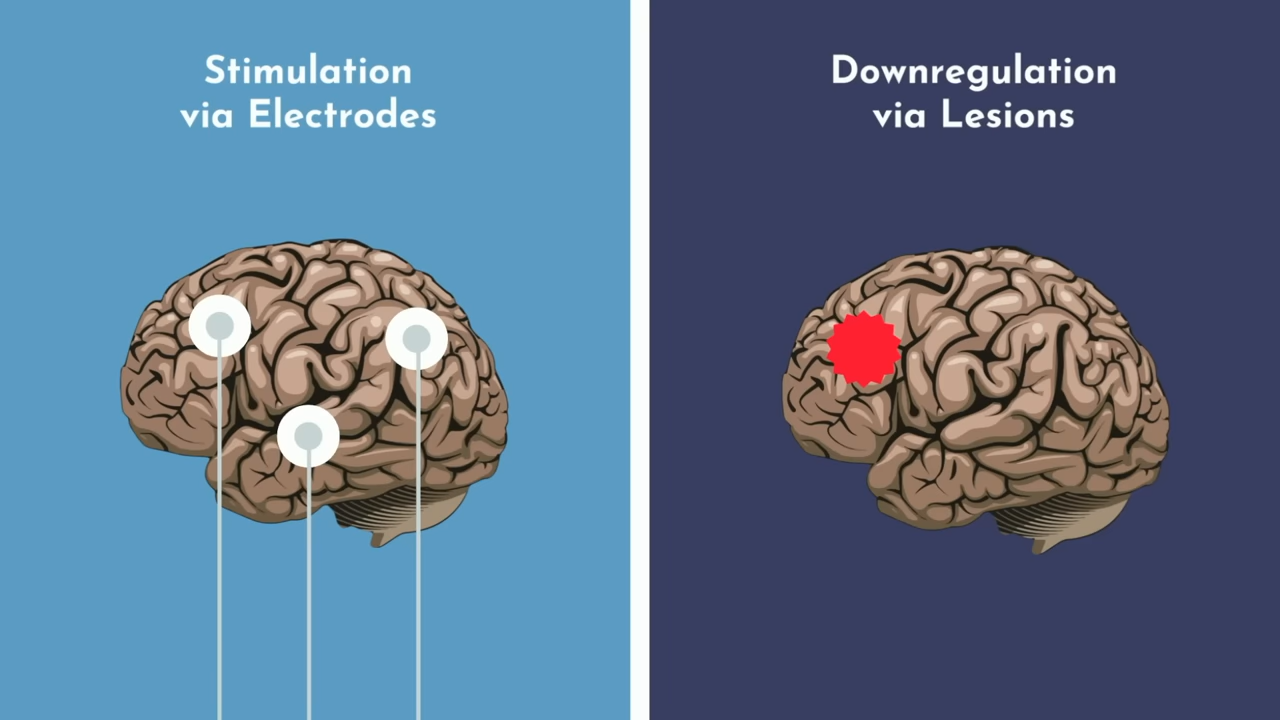 Stimulation
via Electrodes
Downregulation
via Lesions